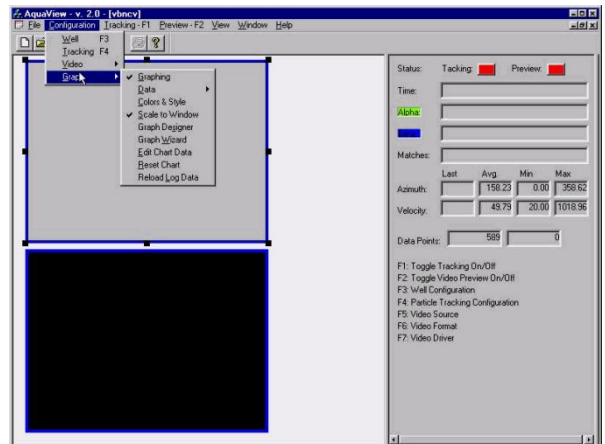 AquaView - v. 2.0 - [vbncv]
File Configuration Tracking - F1 Preview - F2 View Window Help
Well F3
Tracking F4
Video
Graph
Graphing
Data
Colors & Style
Scale to Window
Graph Designer
Graph Wizard
Edit Chart Data
Reset Chart
Reload Log Data
Status: Tacking: Preview:
Time:
Alpha:
Matches:
Last Avg. Min Max
Azimuth: 158.23 0.00 358.62
Velocity: 49.79 20.00 1018.96
Data Points: 589 0
F1: Toggle Tracking On/Off
F2: Toggle Video Preview On/Off
F3: Well Configuration
F4: Particle Tracking Configuration
F5: Video Source
F6: Video Format
F7: Video Driver